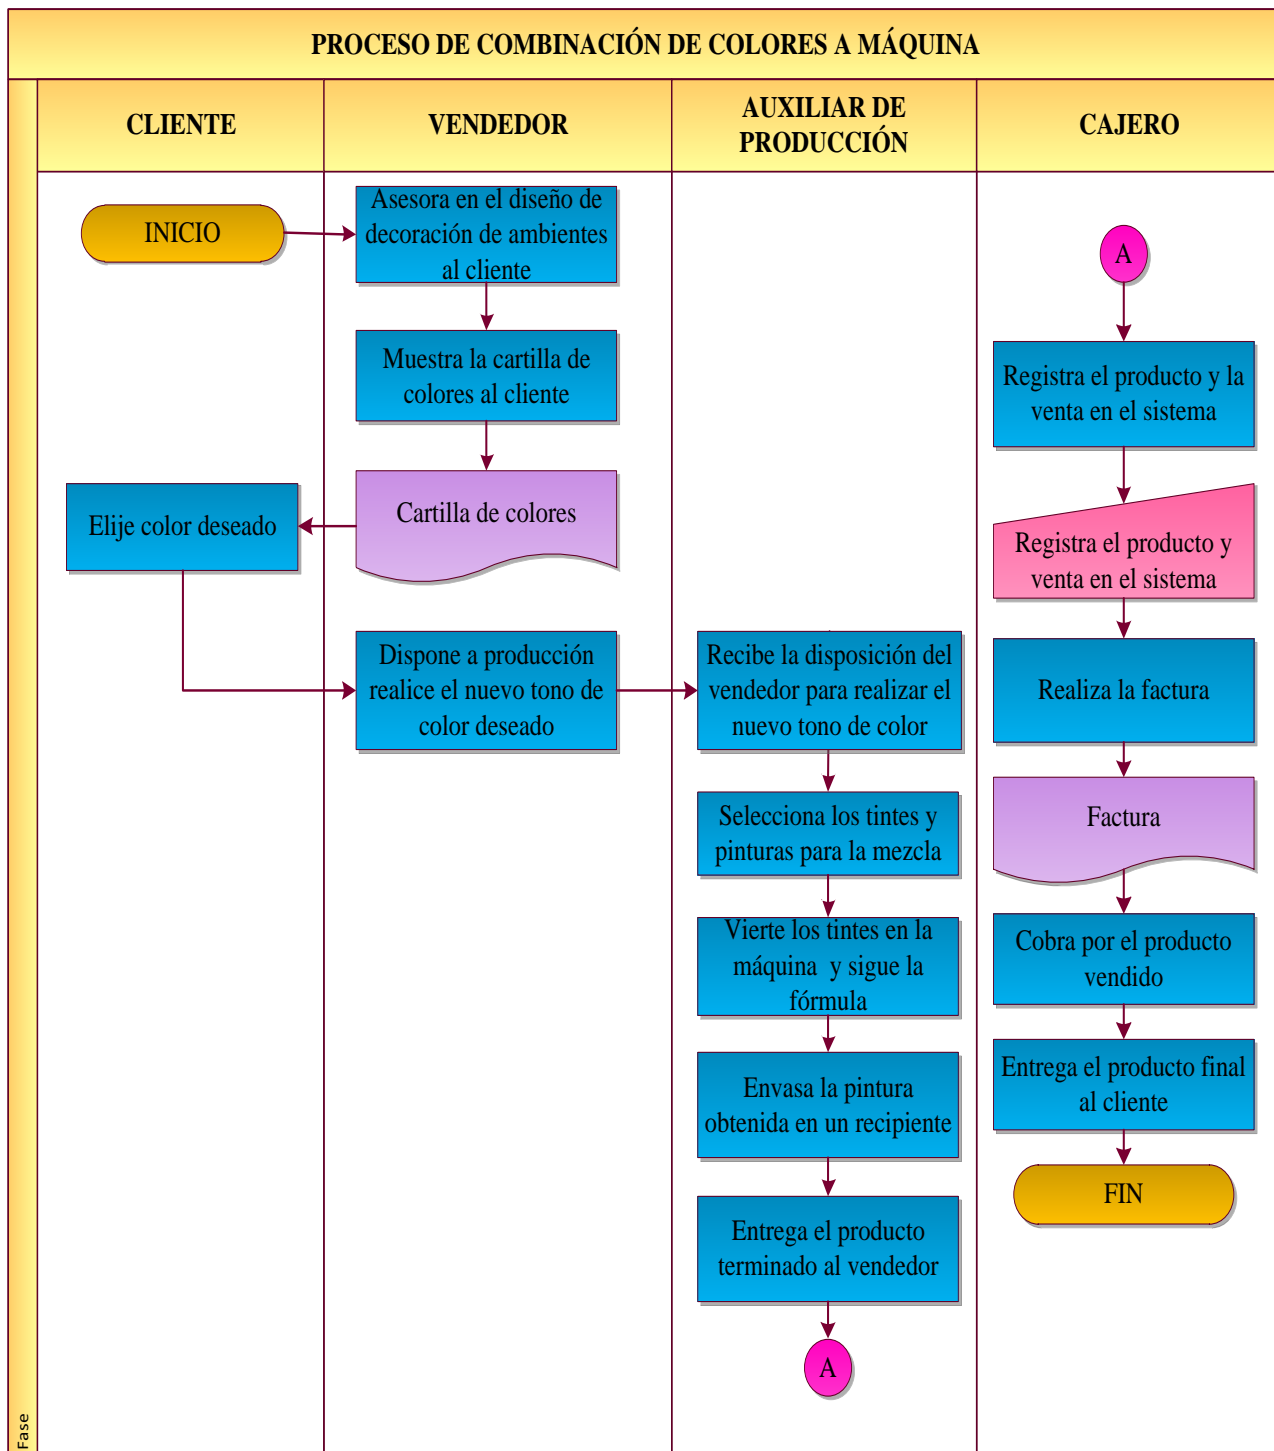 PROCESO DE COMBINACIÓN DE COLORES A MÁQUINA
CLIENTE
VENDEDOR
AUXILIAR DE
PRODUCCIÓN
CAJERO
INICIO
Asesora en el diseño de
decoración de ambientes
al cliente
Muestra la cartilla de
colores al cliente
Cartilla de colores
Elije color deseado
Dispone a producción
realice el nuevo tono de
color deseado
Recibe la disposición del
vendedor para realizar el
nuevo tono de color
Selecciona los tintes y
pinturas para la mezcla
Vierte los tintes en la
máquina y sigue la
fórmula
Envasa la pintura
obtenida en un recipiente
Entrega el producto
terminado al vendedor
A
A
Registra el producto y la
venta en el sistema
Registra el producto y
venta en el sistema
Realiza la factura
Factura
Cobra por el producto
vendido
Entrega el producto final
al cliente
FIN
Fase